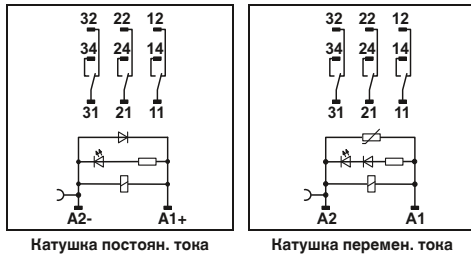 32 22 12
34 24 14
31 21 11
A2- A1+
Катушка постоян. тока
32 22 12
34 24 14
31 21 11
A2 A1
Катушка перемен. тока